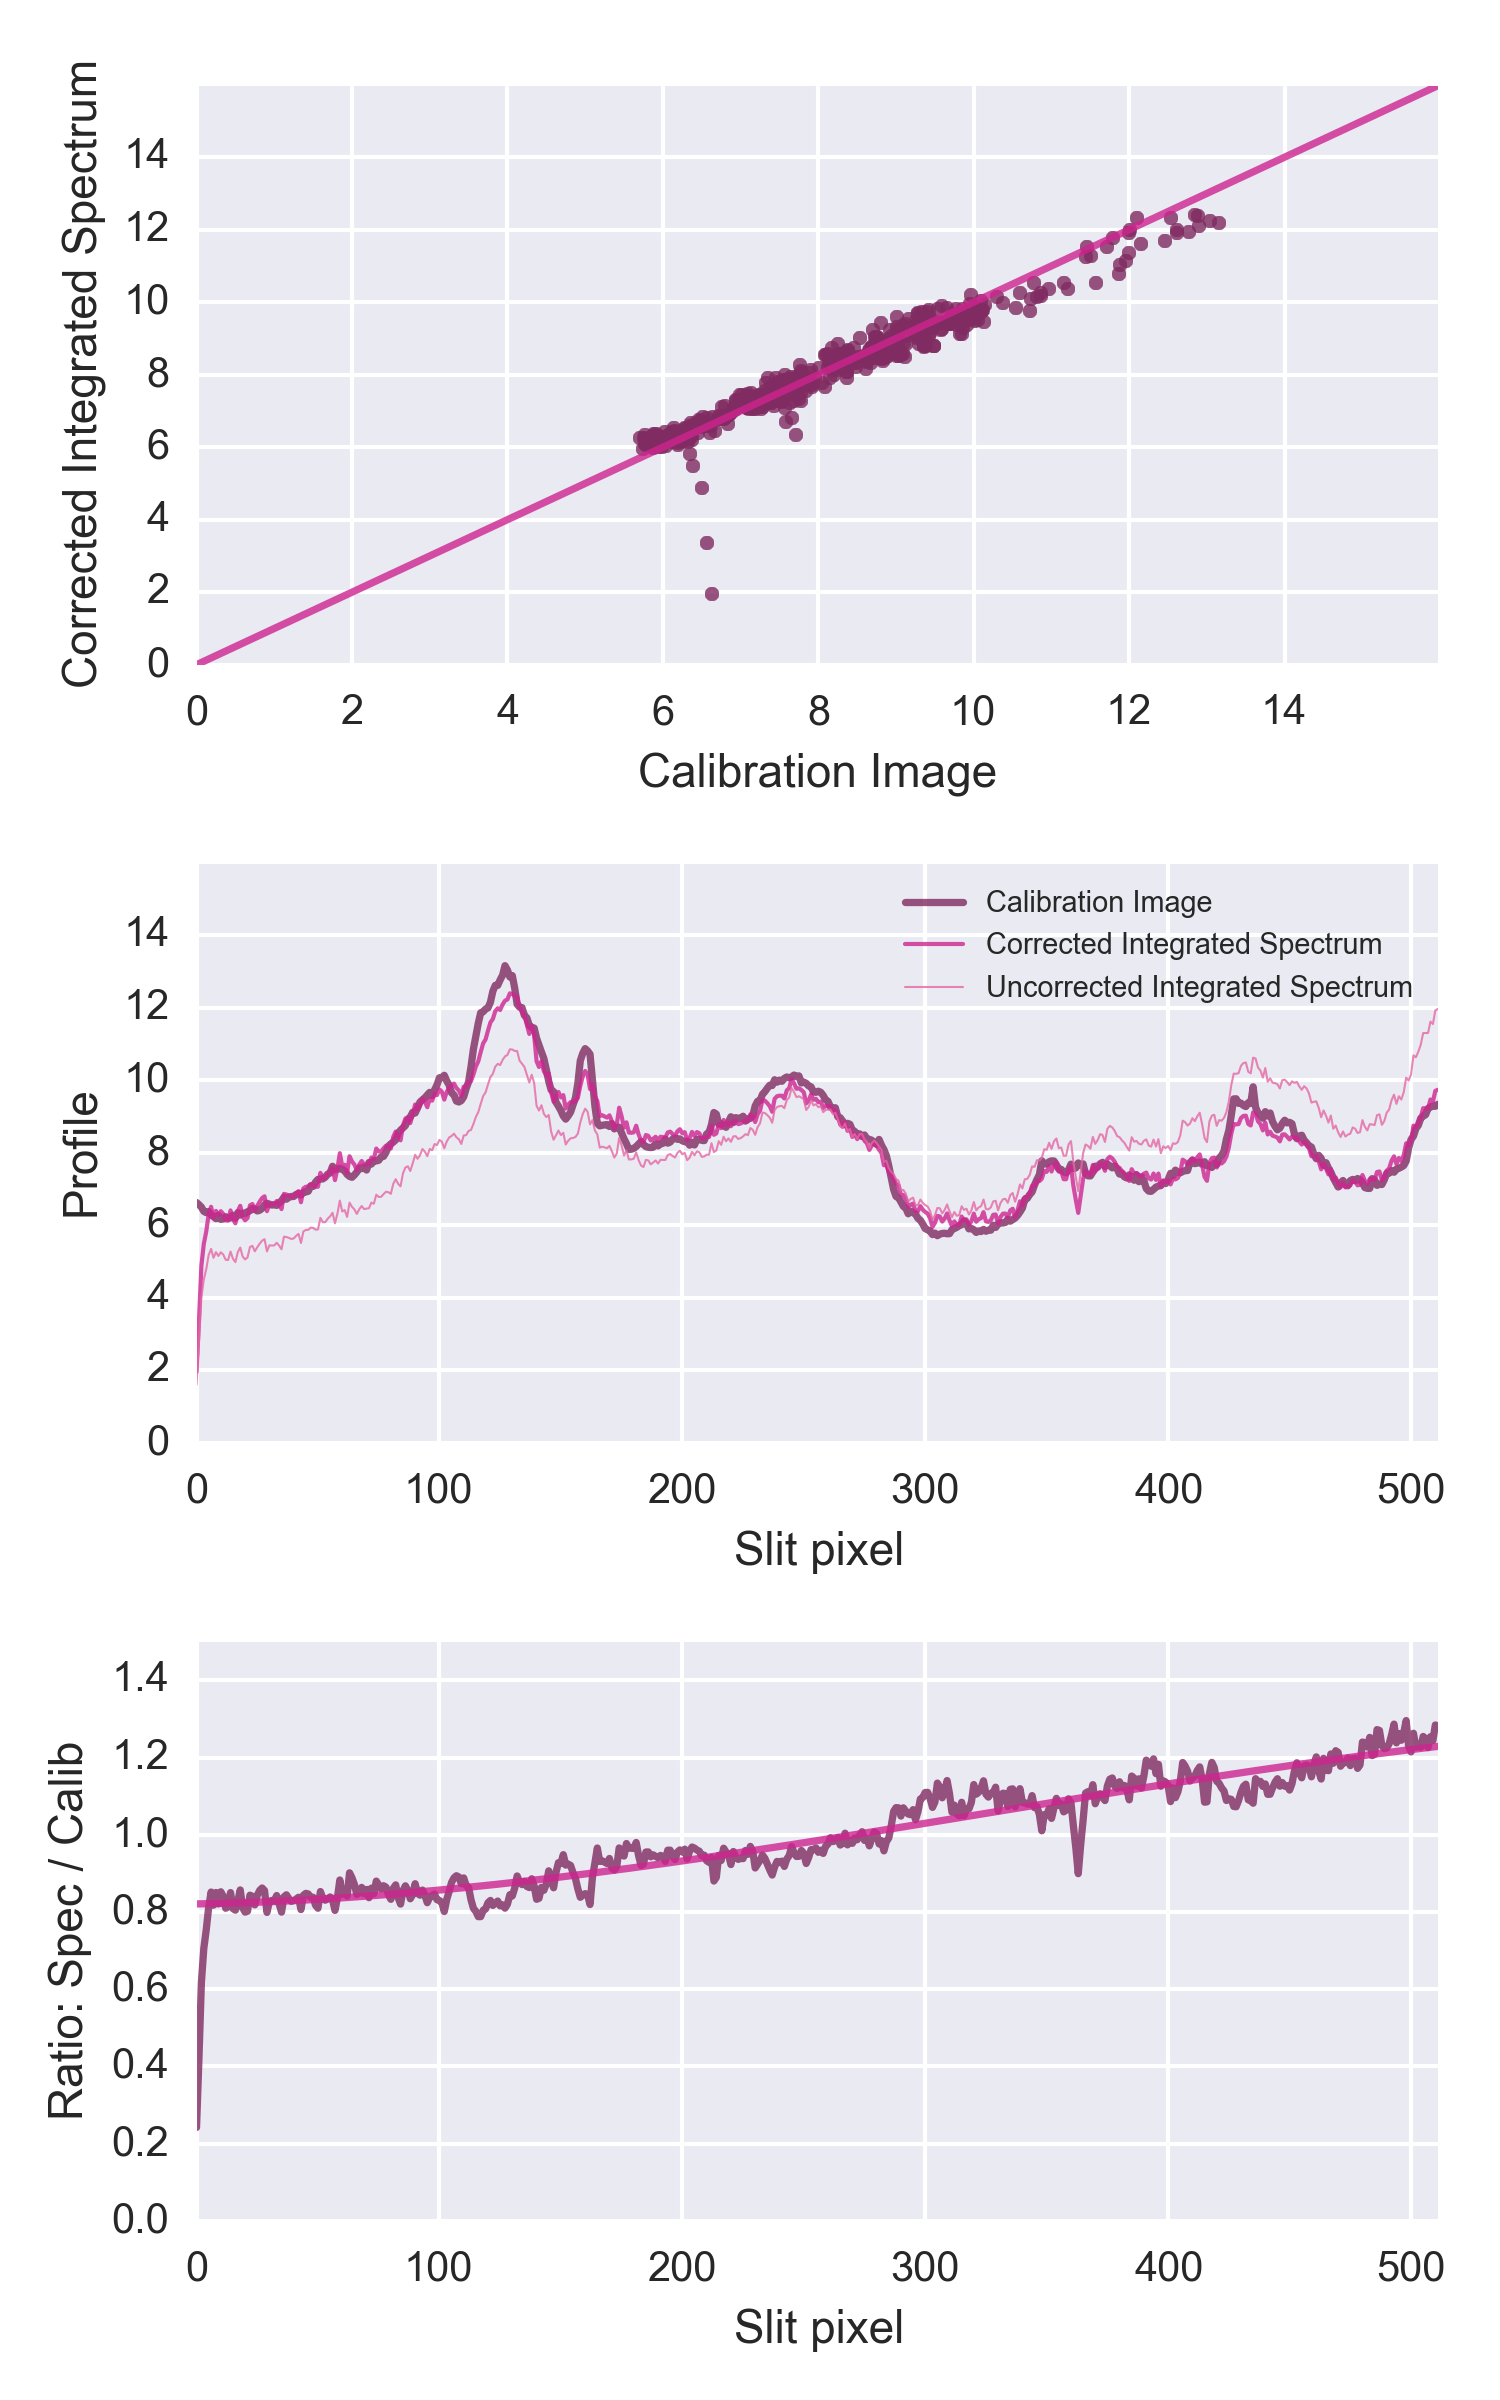 Corrected Integrated Spectrum
14
12
10
8
6
4
2
0
0 2 4 6 8 10 12 14
Calibration Image
Profile
14
12
10
8
6
4
2
0
Calibration Image
Corrected Integrated Spectrum
Uncorrected Integrated Spectrum
0 100 200 300 400 500
Slit pixel
Ratio: Spec / Calib
1.4
1.2
1.0
0.8
0.6
0.4
0.2
0.0
0 100 200 300 400 500
Slit pixel